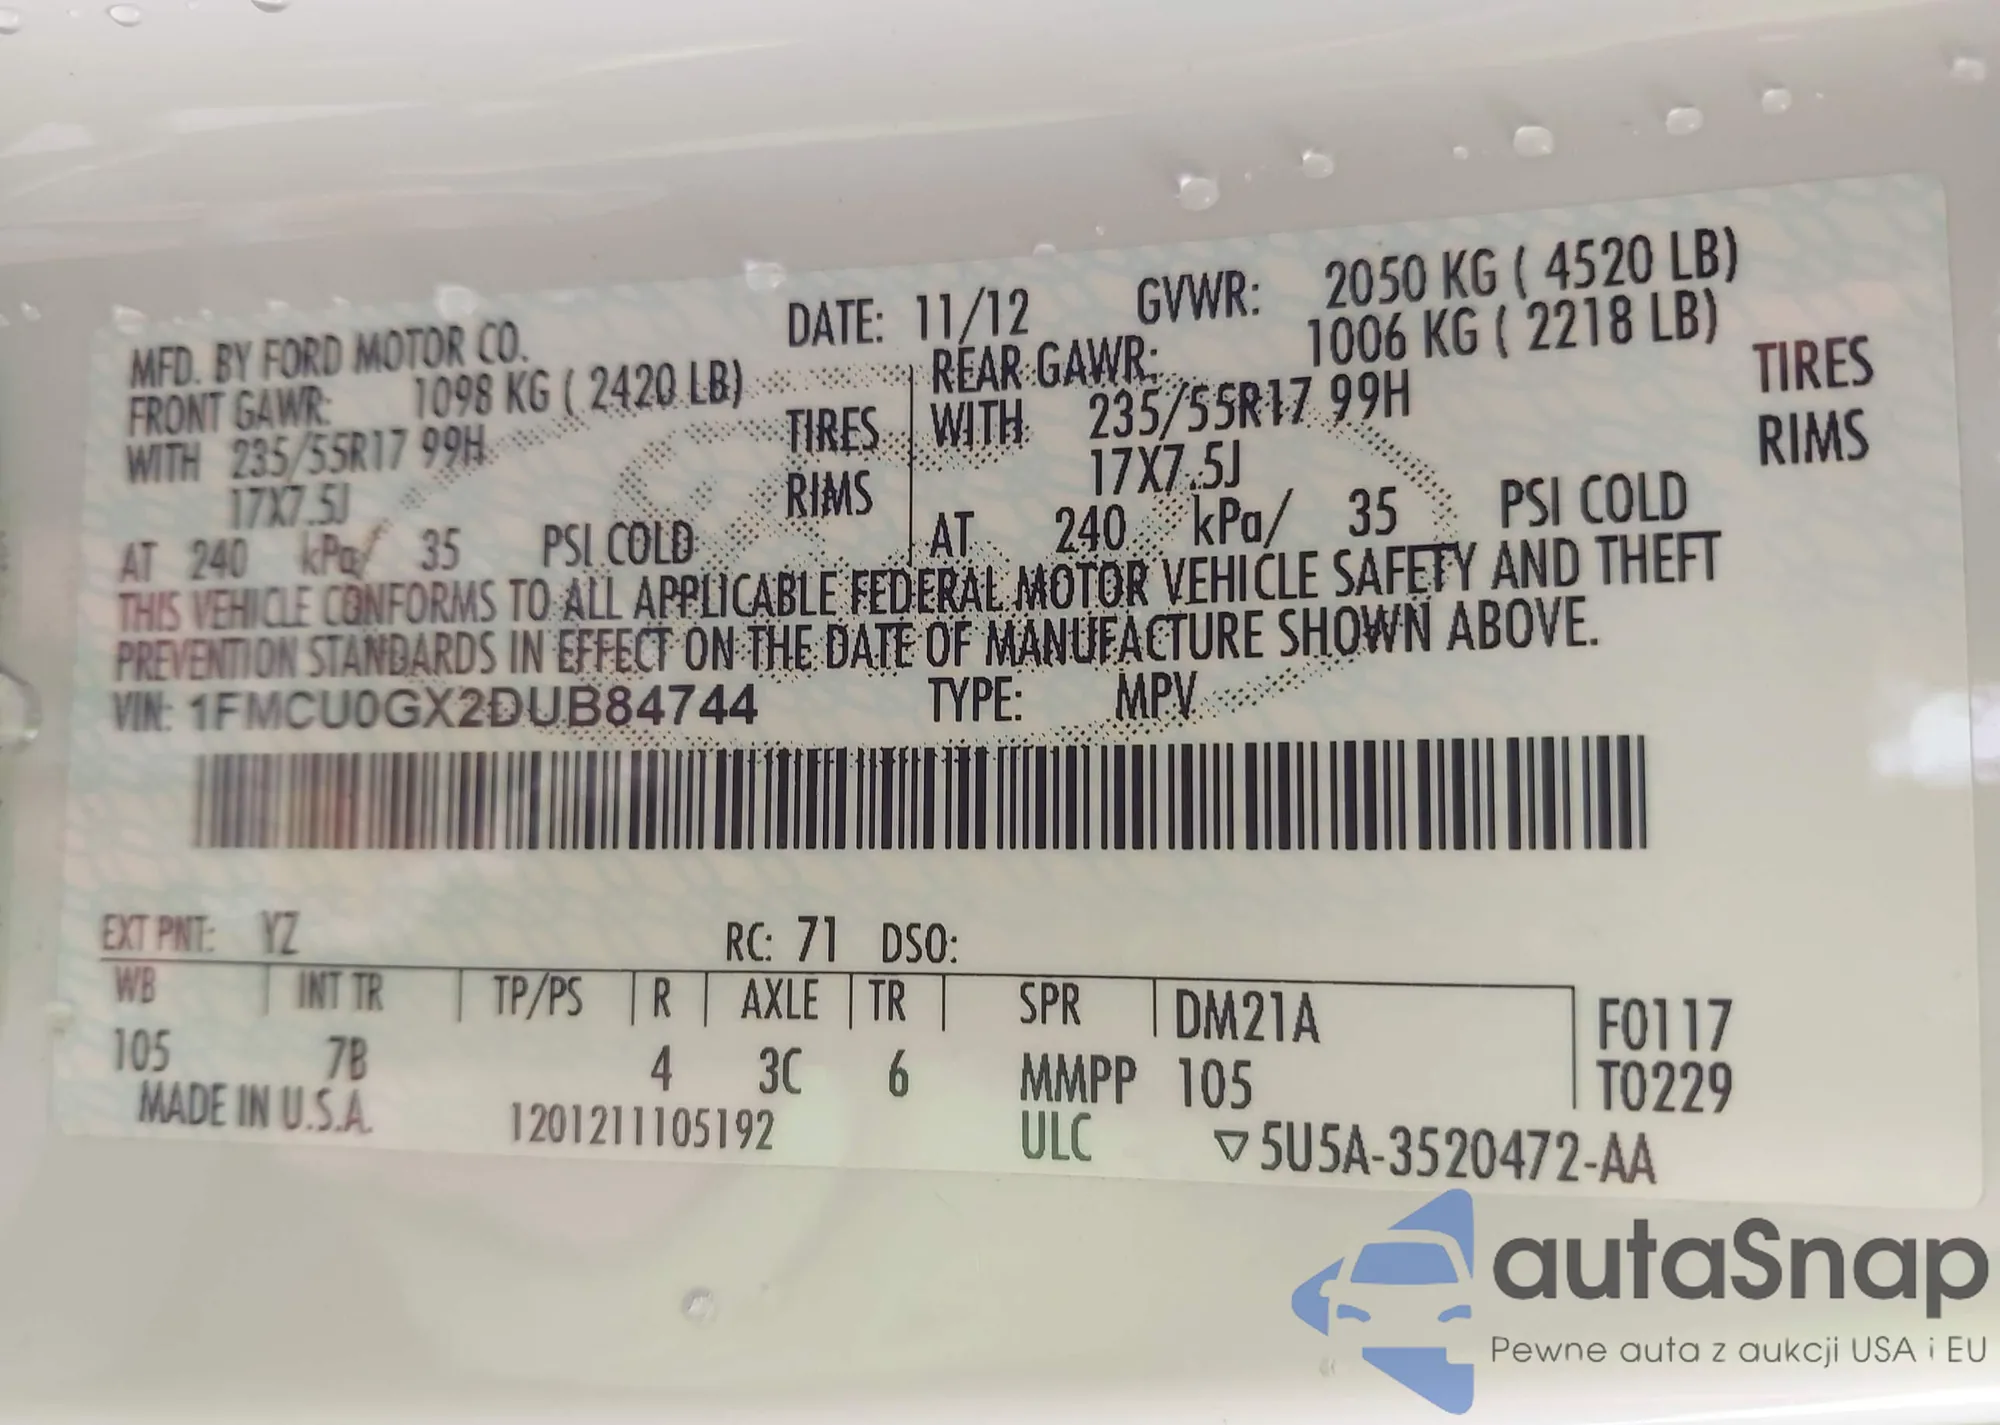 MFD. BY FORD MOTOR CO. DATE: 11/12 GVWR: 2050 KG ( 4520 LB)
FRONT GAWR: 1098 KG ( 2420 LB) REAR GAWR: 1006 KG ( 2218 LB)
WITH 235/55R17 99H TIRES WITH 235/55R17 99H TIRES
17X7.5J RIMS 17X7.5J RIMS
AT 240 kPa/ 35 PSI COLD AT 240 kPa/ 35 PSI COLD
THIS VEHICLE CONFORMS TO ALL APPLICABLE FEDERAL MOTOR VEHICLE SAFETY AND THEFT
PREVENTION STANDARDS IN EFFECT ON THE DATE OF MANUFACTURE SHOWN ABOVE.
VIN: 1FMCU0GX2DUB84744 TYPE: MPV
EXT PNT: YZ RC: 71 DSO:
WB INT TR TP/PS R AXLE TR SPR DM21A F0117
105 7B 4 3C 6 MMPP 105 T0229
MADE IN U.S.A. 1201211105192 ULC ▽5U5A-3520472-AA
autaSnap
Pewne auta z aukcji USA i EU